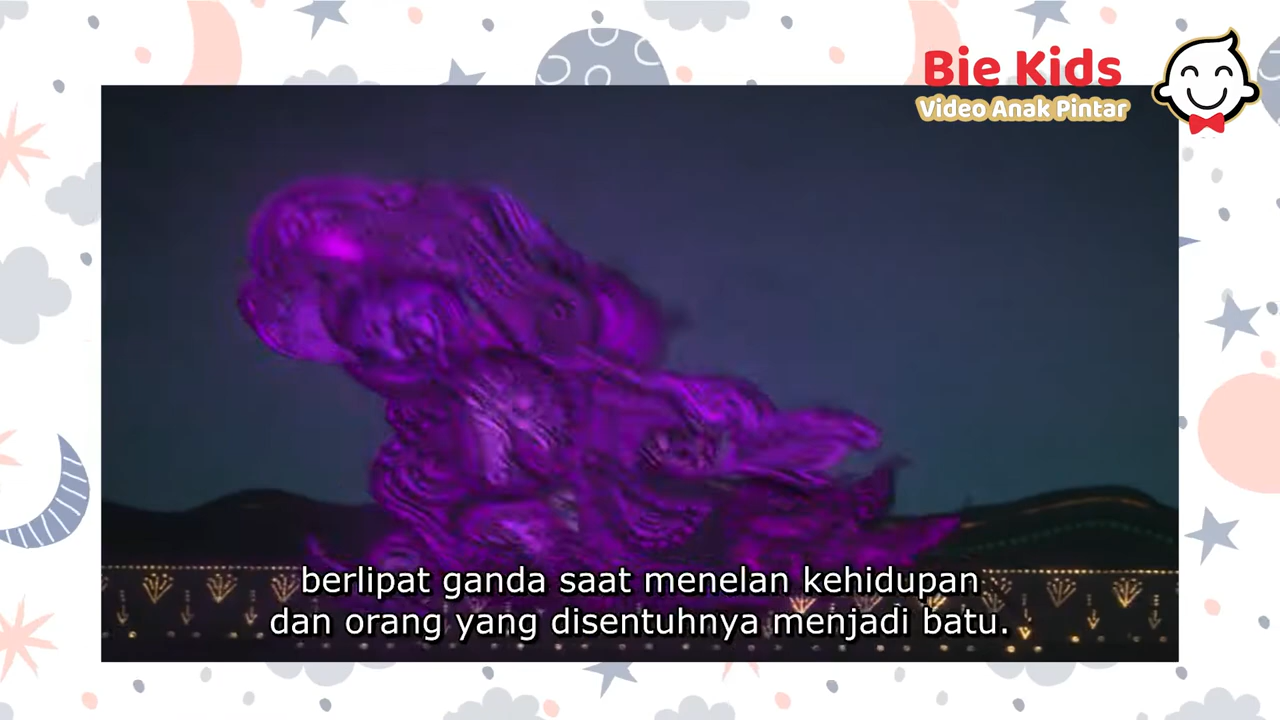 Bie Kids
Video Anak Pintar
berlipat ganda saat menelan kehidupan
dan orang yang disentuhnya menjadi batu.